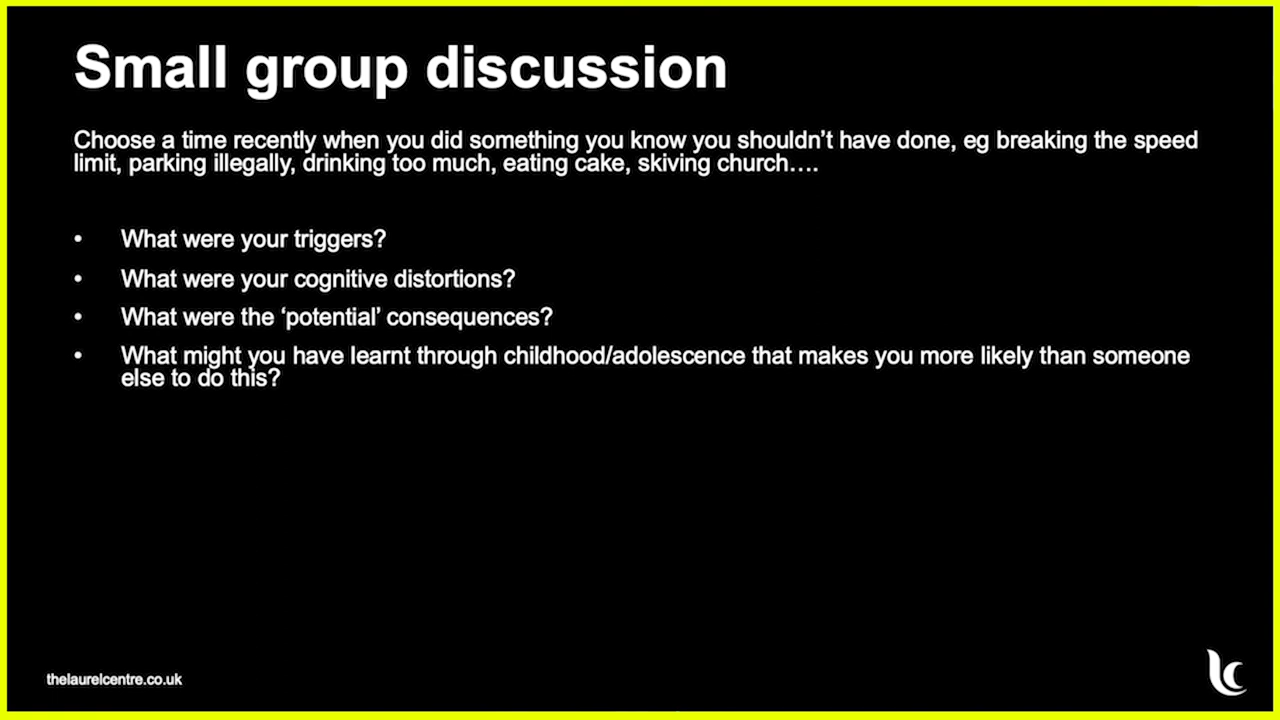 Small group discussion
Choose a time recently when you did something you know you shouldn’t have done, eg breaking the speed
limit, parking illegally, drinking too much, eating cake, skiving church….
• What were your triggers?
• What were your cognitive distortions?
• What were the ‘potential’ consequences?
• What might you have learnt through childhood/adolescence that makes you more likely than someone
else to do this?
thelaurelcentre.co.uk
lc